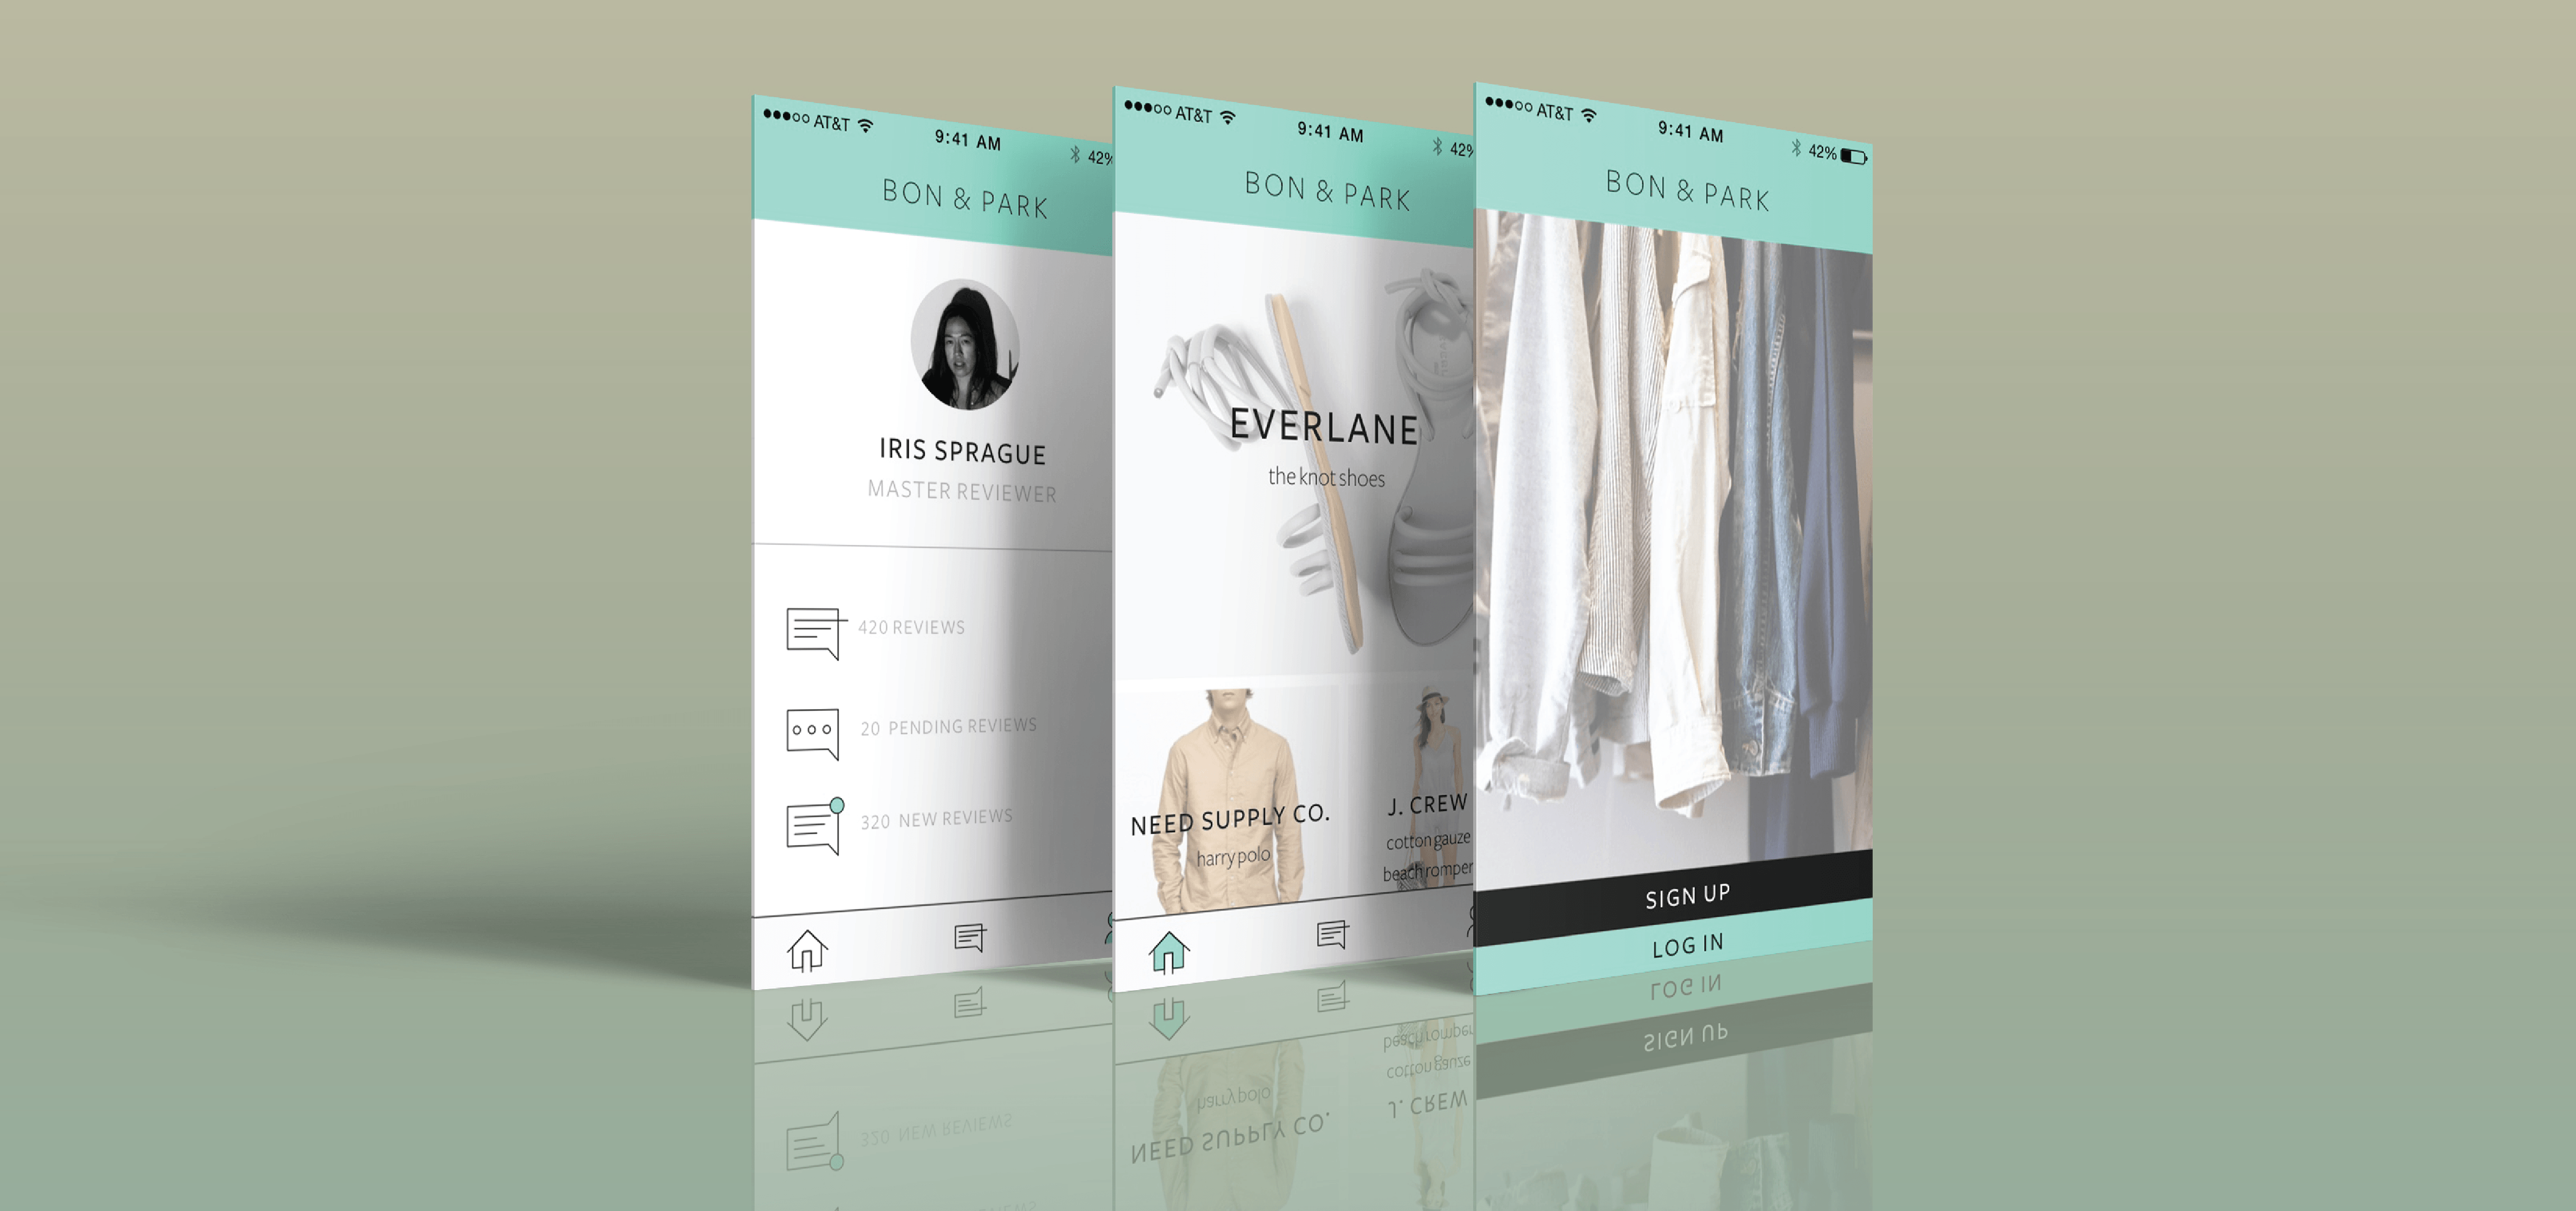 AT&T
9:41 AM
42%
BON & PARK
IRIS SPRAGUE
MASTER REVIEWER
420 REVIEWS
20 PENDING REVIEWS
320 NEW REVIEWS
AT&T
9:41 AM
42%
BON & PARK
EVERLANE
the knot shoes
NEED SUPPLY CO.
harry polo
J. CREW
cotton gauze
beach romper
AT&T
9:41 AM
42%
BON & PARK
SIGN UP
LOG IN